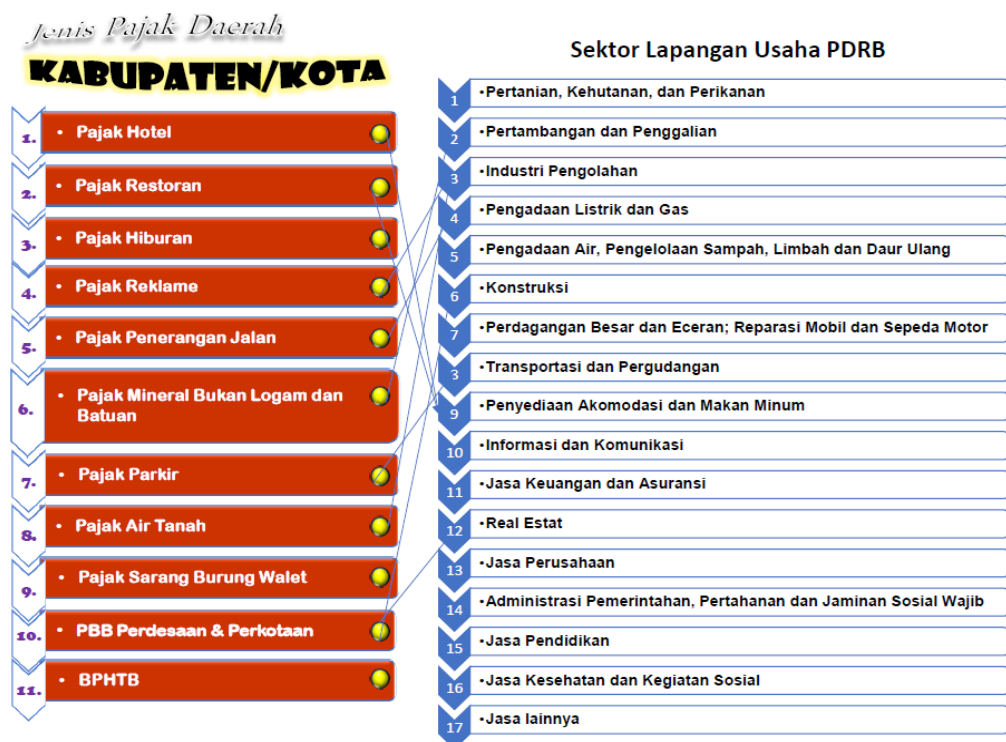 Jenis Pajak Daerah
KABUPATEN/KOTA
1. • Pajak Hotel
2. • Pajak Restoran
3. • Pajak Hiburan
4. • Pajak Reklame
5. • Pajak Penerangan Jalan
6. • Pajak Mineral Bukan Logam dan
Batuan
7. • Pajak Parkir
8. • Pajak Air Tanah
9. • Pajak Sarang Burung Walet
10. • PBB Perdesaan & Perkotaan
11. • BPHTB
Sektor Lapangan Usaha PDRB
1 •Pertanian, Kehutanan, dan Perikanan
2 •Pertambangan dan Penggalian
3 •Industri Pengolahan
4 •Pengadaan Listrik dan Gas
5 •Pengadaan Air, Pengelolaan Sampah, Limbah dan Daur Ulang
6 •Konstruksi
7 •Perdagangan Besar dan Eceran; Reparasi Mobil dan Sepeda Motor
3 •Transportasi dan Pergudangan
9 •Penyediaan Akomodasi dan Makan Minum
10 •Informasi dan Komunikasi
11 •Jasa Keuangan dan Asuransi
12 •Real Estat
13 •Jasa Perusahaan
14 •Administrasi Pemerintahan, Pertahanan dan Jaminan Sosial Wajib
15 •Jasa Pendidikan
16 •Jasa Kesehatan dan Kegiatan Sosial
17 •Jasa lainnya